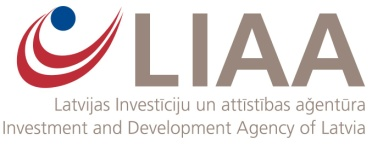 LIAA
Latvijas Investīciju un attīstības aģentūra
Investment and Development Agency of Latvia